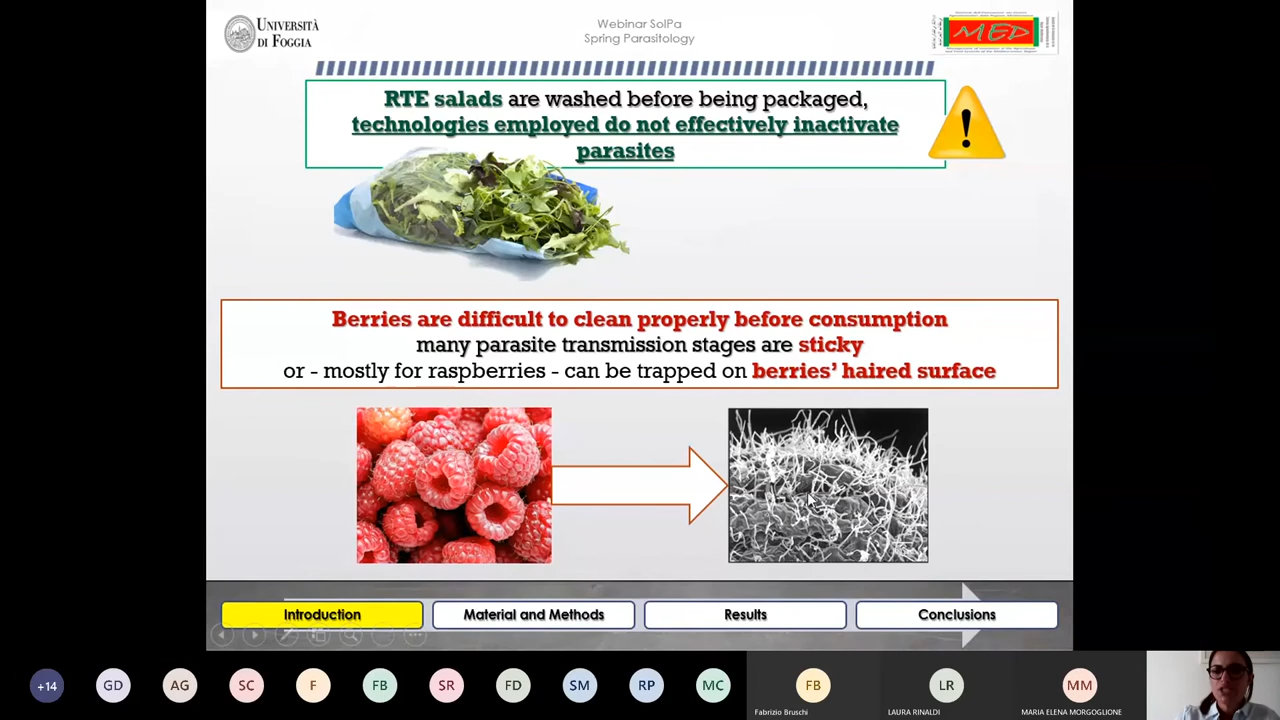 UNIVERSITÀ
DI FOGGIA
Webinar SoIPa
Spring Parasitology
MED
RTE salads are washed before being packaged,
technologies employed do not effectively inactivate
parasites
!
Berries are difficult to clean properly before consumption
many parasite transmission stages are sticky
or - mostly for raspberries - can be trapped on berries’ haired surface
Introduction
Material and Methods
Results
Conclusions
+14
GD
AG
SC
F
FB
SR
FD
SM
RP
MC
FB
LR
MM
Fabrizio Bruschi
LAURA RINALDI
MARIA ELENA MORGOGLIONE